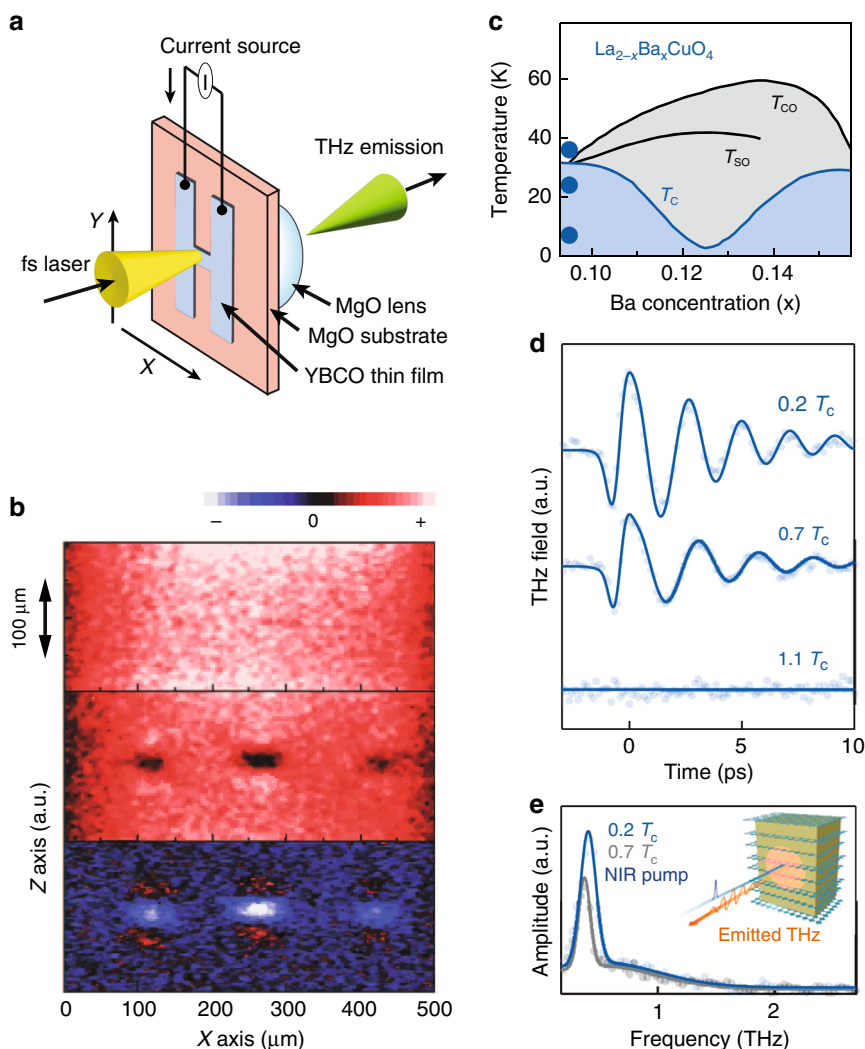 a
Current source
I
THz emission
Y
fs laser
X
MgO lens
MgO substrate
YBCO thin film
b
− 0 +
100 μm
Z axis (a.u.)
0 100 200 300 400 500
X axis (μm)
c
La2−xBaxCuO4
Temperature (K)
60
40
20
0
TCO
TSO
Tc
0.10 0.12 0.14
Ba concentration (x)
d
THz field (a.u.)
0.2 Tc
0.7 Tc
1.1 Tc
0 5 10
Time (ps)
e
Amplitude (a.u.)
0.2 Tc
0.7 Tc
NIR pump
Emitted THz
1 2
Frequency (THz)